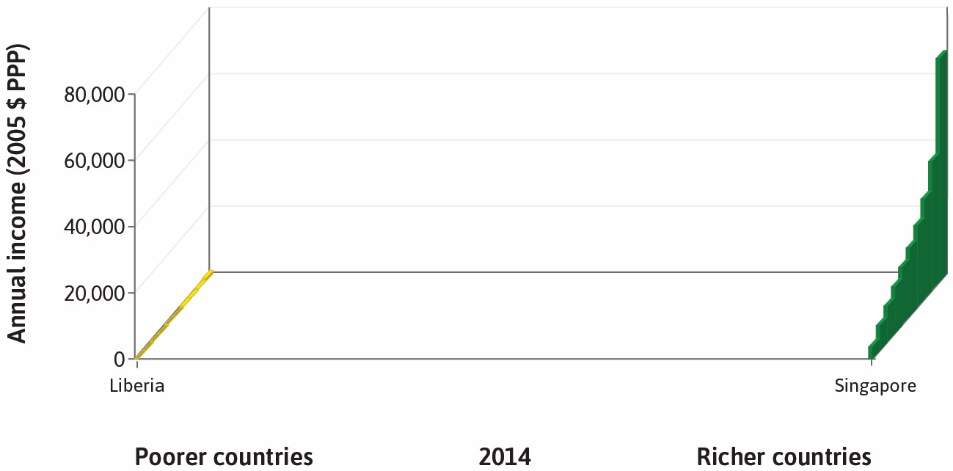 Annual income (2005 $ PPP)
80,000
60,000
40,000
20,000
0
Liberia
Singapore
Poorer countries
2014
Richer countries